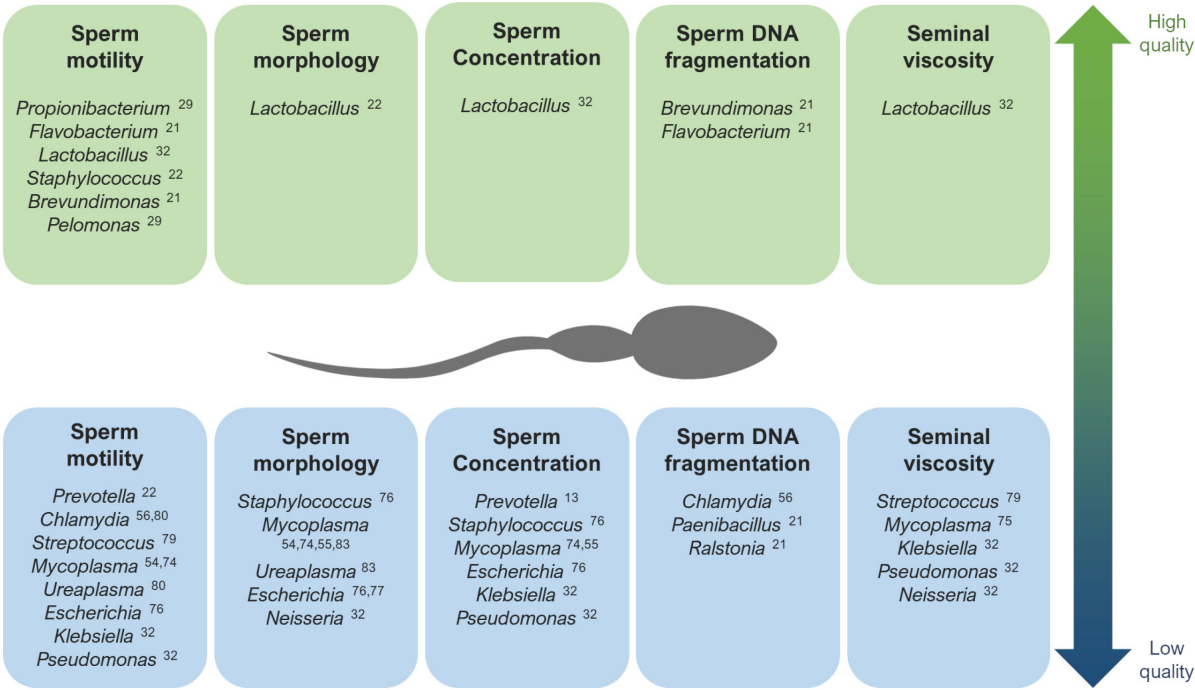 Sperm
motility
Propionibacterium 29
Flavobacterium 21
Lactobacillus 32
Staphylococcus 22
Brevundimonas 21
Pelomonas 29
Sperm
morphology
Lactobacillus 22
Sperm
Concentration
Lactobacillus 32
Sperm DNA
fragmentation
Brevundimonas 21
Flavobacterium 21
Seminal
viscosity
Lactobacillus 32
High
quality
Sperm
motility
Prevotella 22
Chlamydia 56,80
Streptococcus 79
Mycoplasma 54,74
Ureaplasma 80
Escherichia 76
Klebsiella 32
Pseudomonas 32
Sperm
morphology
Staphylococcus 76
Mycoplasma
54,74,55,83
Ureaplasma 83
Escherichia 76,77
Neisseria 32
Sperm
Concentration
Prevotella 13
Staphylococcus 76
Mycoplasma 74,55
Escherichia 76
Klebsiella 32
Pseudomonas 32
Sperm DNA
fragmentation
Chlamydia 56
Paenibacillus 21
Ralstonia 21
Seminal
viscosity
Streptococcus 79
Mycoplasma 75
Klebsiella 32
Pseudomonas 32
Neisseria 32
Low
quality